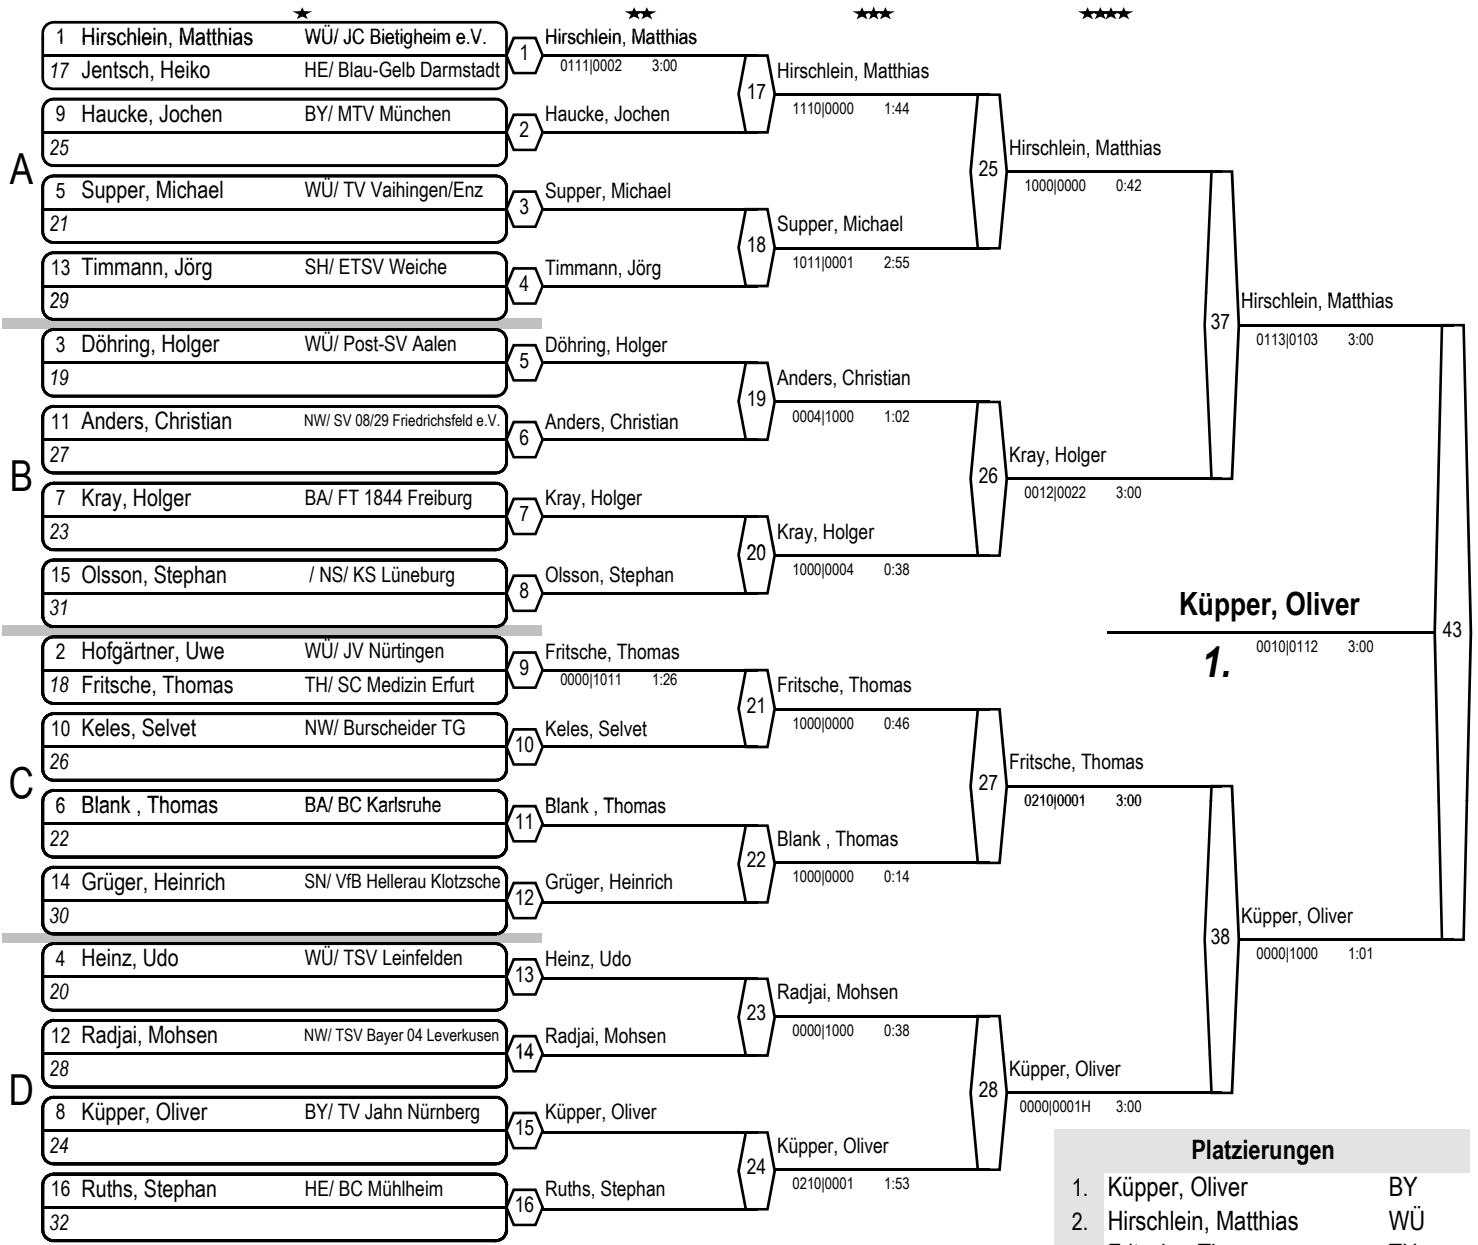 ★ ★★ ★★★ ★★★★
A
1 Hirschlein, Matthias WÜ/ JC Bietigheim e.V.
17 Jentsch, Heiko HE/ Blau-Gelb Darmstadt
9 Haucke, Jochen BY/ MTV München
25
5 Supper, Michael WÜ/ TV Vaihingen/Enz
21
13 Timmann, Jörg SH/ ETSV Weiche
29
B
3 Döhring, Holger WÜ/ Post-SV Aalen
19
11 Anders, Christian NW/ SV 08/29 Friedrichsfeld e.V.
27
7 Kray, Holger BA/ FT 1844 Freiburg
23
15 Olsson, Stephan / NS/ KS Lüneburg
31
C
2 Hofgärtner, Uwe WÜ/ JV Nürtingen
18 Fritsche, Thomas TH/ SC Medizin Erfurt
10 Keles, Selvet NW/ Burscheider TG
26
6 Blank , Thomas BA/ BC Karlsruhe
22
14 Grüger, Heinrich SN/ VfB Hellerau Klotzsche
30
D
4 Heinz, Udo WÜ/ TSV Leinfelden
20
12 Radjai, Mohsen NW/ TSV Bayer 04 Leverkusen
28
8 Küpper, Oliver BY/ TV Jahn Nürnberg
24
16 Ruths, Stephan HE/ BC Mühlheim
32
1 Hirschlein, Matthias
0111|0002 3:00
2 Haucke, Jochen
3 Supper, Michael
4 Timmann, Jörg
5 Döhring, Holger
6 Anders, Christian
7 Kray, Holger
8 Olsson, Stephan
9 Fritsche, Thomas
0000|1011 1:26
10 Keles, Selvet
11 Blank , Thomas
12 Grüger, Heinrich
13 Heinz, Udo
14 Radjai, Mohsen
15 Küpper, Oliver
16 Ruths, Stephan
17 Hirschlein, Matthias
1110|0000 1:44
18 Supper, Michael
1011|0001 2:55
19 Anders, Christian
0004|1000 1:02
20 Kray, Holger
1000|0004 0:38
21 Fritsche, Thomas
1000|0000 0:46
22 Blank , Thomas
1000|0000 0:14
23 Radjai, Mohsen
0000|1000 0:38
24 Küpper, Oliver
0210|0001 1:53
25 Hirschlein, Matthias
1000|0000 0:42
26 Kray, Holger
0012|0022 3:00
27 Fritsche, Thomas
0210|0001 3:00
28 Küpper, Oliver
0000|0001H 3:00
37 Hirschlein, Matthias
0113|0103 3:00
38 Küpper, Oliver
0000|1000 1:01
Küpper, Oliver
43
1. 0010|0112 3:00
Platzierungen
1. Küpper, Oliver BY
2. Hirschlein, Matthias WÜ